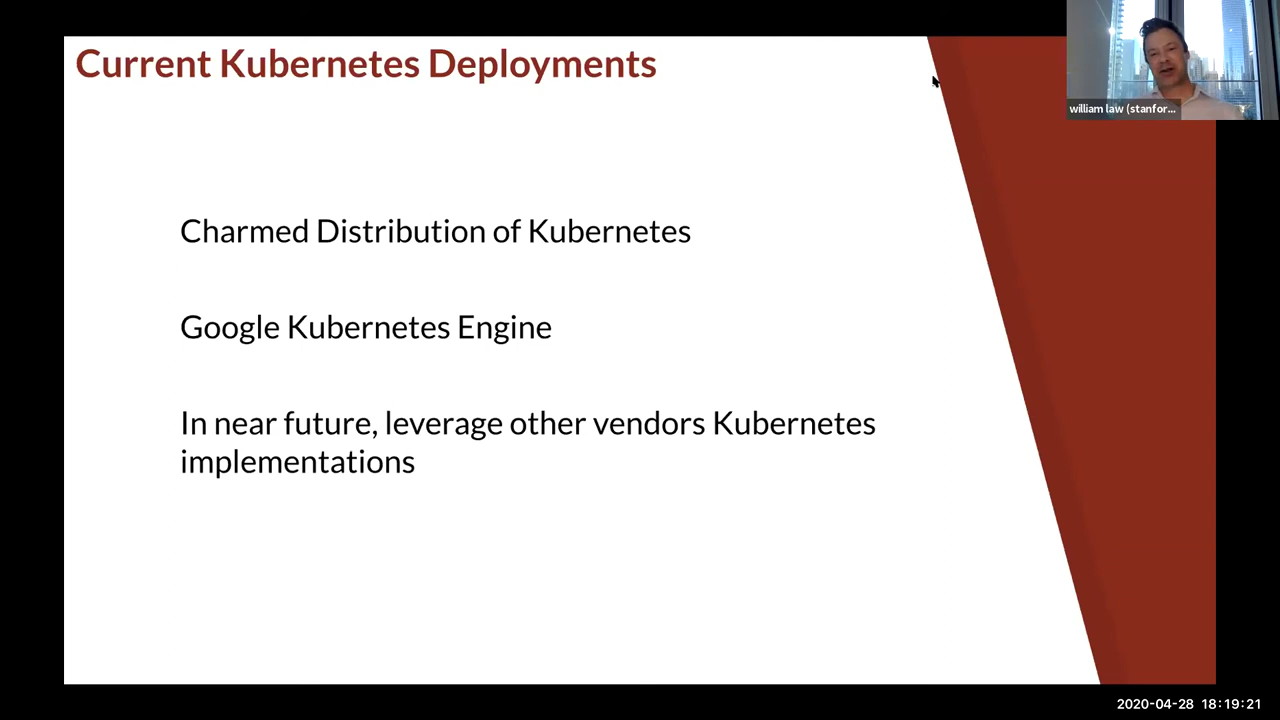 Current Kubernetes Deployments
william law (stanfor...
Charmed Distribution of Kubernetes
Google Kubernetes Engine
In near future, leverage other vendors Kubernetes
implementations
2020-04-28 18:19:21